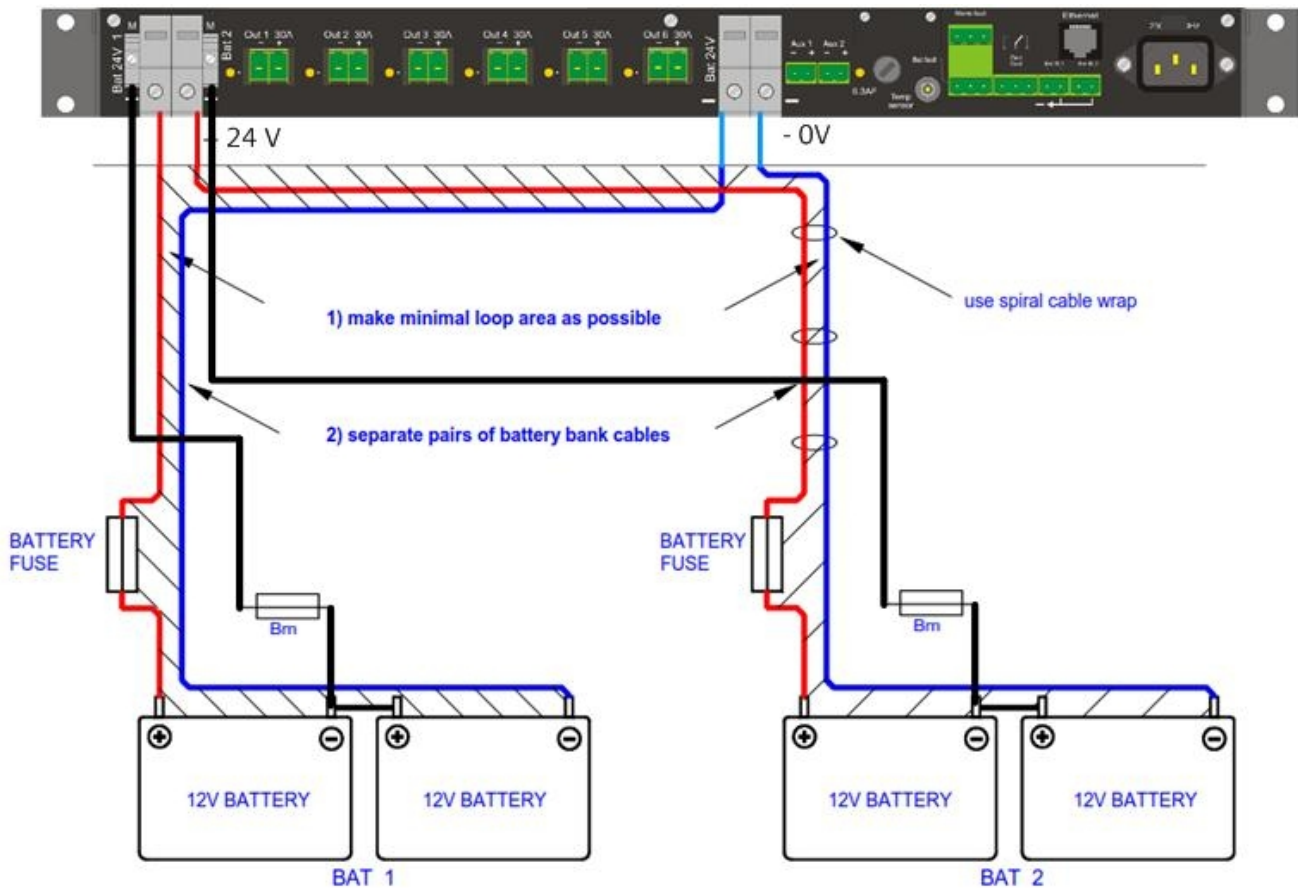 M
M
Bat 24V 1
Bat 2
Out 1 30A
- +
Out 2 30A
- +
Out 3 30A
- +
Out 4 30A
- +
Out 5 30A
- +
Out 6 30A
- +
Bat 24V
Aux 1 Aux 2
- + - +
6.3AF
Temp
sensor
Ethernet
24 V
- 0V
1) make minimal loop area as possible
use spiral cable wrap
2) separate pairs of battery bank cables
BATTERY
FUSE
BATTERY
FUSE
Bm
Bm
+ - + -
+ - + -
12V BATTERY
12V BATTERY
12V BATTERY
12V BATTERY
BAT 1
BAT 2